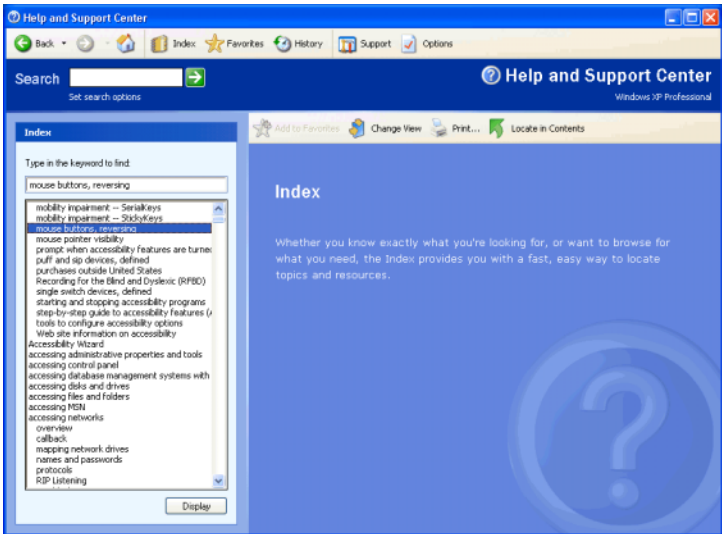 Help and Support Center
Back
Index
Favorites
History
Support
Options
Search
Set search options
Help and Support Center
Windows XP Professional
Index
Add to Favorites
Change View
Print...
Locate in Contents
Type in the keyword to find:
mouse buttons, reversing
mobility impairment -- SerialKeys
mobility impairment -- StickyKeys
mouse buttons, reversing
mouse pointer visibility
prompt when accessibility features are turned
puff and sip devices, defined
purchases outside United States
Recording for the Blind and Dyslexic (RFBD)
single switch devices, defined
starting and stopping accessibility programs
step-by-step guide to accessibility features (
tools to configure accessibility options
Web site information on accessibility
Accessibility Wizard
accessing administrative properties and tools
accessing control panel
accessing database management systems with
accessing disks and drives
accessing files and folders
accessing MSN
accessing networks
overview
callback
mapping network drives
names and passwords
protocols
RIP Listening
Display
Index
Whether you know exactly what you're looking for, or want to browse for
what you need, the Index provides you with a fast, easy way to locate
topics and resources.